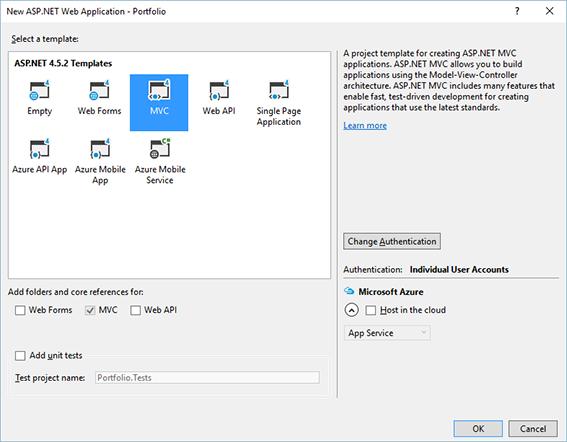 New ASP.NET Web Application - Portfolio
?
Select a template:
ASP.NET 4.5.2 Templates
Empty
Web Forms
MVC
Web API
Single Page
Application
Azure API App
Azure Mobile
App
Azure Mobile
Service
A project template for creating ASP.NET MVC
applications. ASP.NET MVC allows you to build
applications using the Model-View-Controller
architecture. ASP.NET MVC includes many features that
enable fast, test-driven development for creating
applications that use the latest standards.
Learn more
Change Authentication
Authentication: Individual User Accounts
Microsoft Azure
Host in the cloud
App Service
Add folders and core references for:
Web Forms
MVC
Web API
Add unit tests
Test project name:
Portfolio.Tests
OK
Cancel